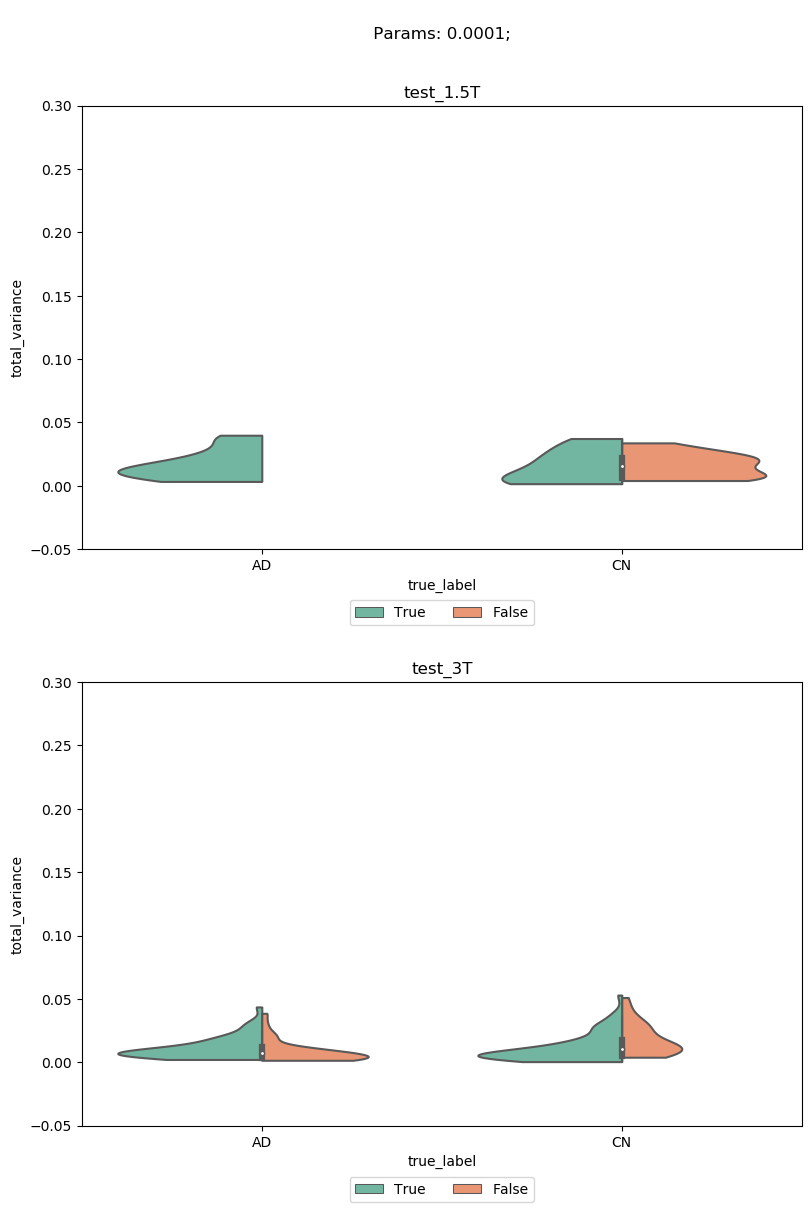 Params: 0.0001;
test_1.5T
0.30
0.25
0.20
0.15
0.10
0.05
0.00
−0.05
total_variance
AD CN
true_label
True False
test_3T
0.30
0.25
0.20
0.15
0.10
0.05
0.00
−0.05
total_variance
AD CN
true_label
True False